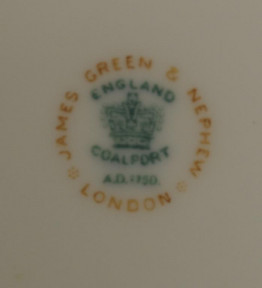 JAMES GREEN & NEPHEW
LONDON
ENGLAND
COALPORT
A.D.1750.